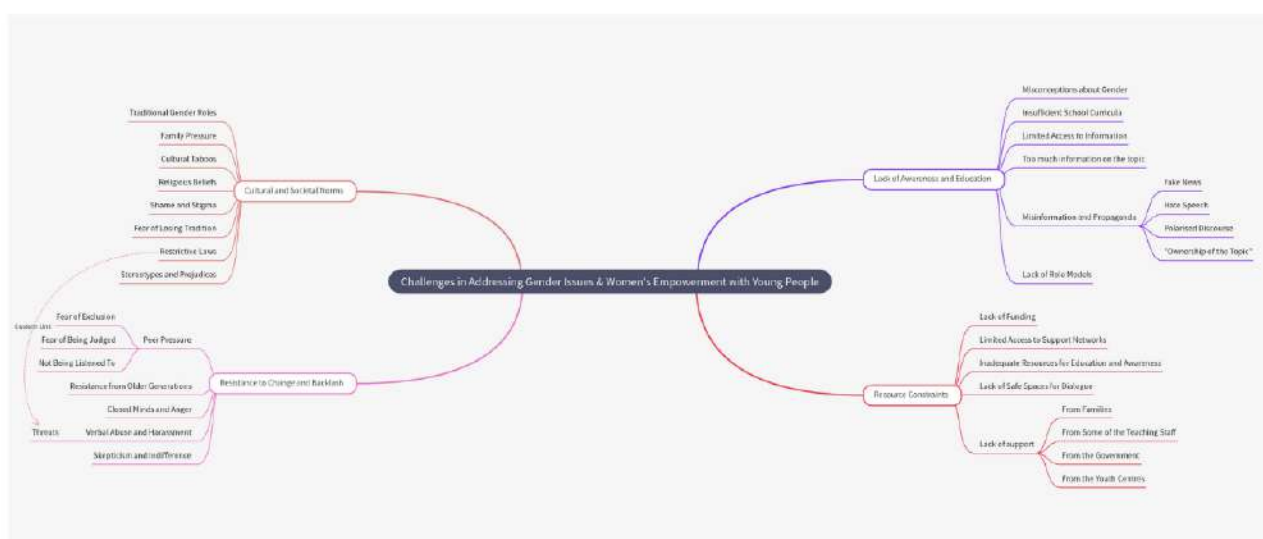 Challenges in Addressing Gender Issues & Women's Empowerment with Young People
Cultural and Societal Norms
Traditional Gender Roles
Family Pressure
Cultural Taboos
Religious Beliefs
Shame and Stigma
Fear of Losing Tradition
Restrictive Laws
Stereotypes and Prejudices
Resistance to Change and Backlash
Peer Pressure
Fear of Exclusion
Fear of Being Judged
Not Being Listened To
Resistance from Older Generations
Closed Minds and Anger
Verbal Abuse and Harassment
Threats
Skepticism and Indifference
Lack of Awareness and Education
Misconceptions about Gender
Insufficient School Curricula
Limited Access to Information
Too much information on the topic
Misinformation and Propaganda
Fake News
Hate Speech
Polarised Discourse
"Ownership of the Topic"
Lack of Role Models
Resource Constraints
Lack of Funding
Limited Access to Support Networks
Inadequate Resources for Education and Awareness
Lack of Safe Spaces for Dialogue
Lack of support
From Families
From Some of the Teaching Staff
From the Government
From the Youth Centres